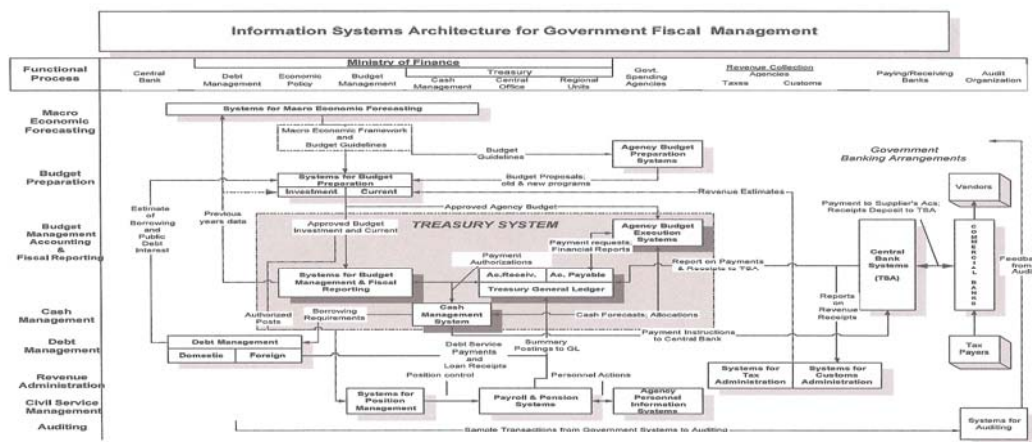 Information Systems Architecture for Government Fiscal Management
Functional
Process
Central
Bank
Ministry of Finance
Debt
Management
Economic
Policy
Budget
Management
Treasury
Cash
Management
Central
Office
Regional
Units
Govt.
Spending
Agencies
Revenue Collection
Agencies
Taxes
Customs
Paying/Receiving
Banks
Audit
Organization
Macro
Economic
Forecasting
Systems for Macro Economic Forecasting
Macro Economic Framework
and
Budget Guidelines
Budget
Guidelines
Agency Budget
Preparation
Systems
Government
Banking Arrangements
Budget
Preparation
Systems for Budget
Preparation
Investment
Current
Budget Proposals;
old & new programs
Revenue Estimates
Vendors
Estimate
of
Borrowing
and
Public
Debt
Interest
Previous
years data
Approved Agency Budget
Payment to Supplier's Acs;
Receipts Deposit to TSA
Budget
Management
Accounting
&
Fiscal Reporting
Approved Budget
Investment and Current
TREASURY SYSTEM
Agency Budget
Execution
Systems
Payment requests;
Financial Reports
Payment
Authorizations
Systems for Budget
Management & Fiscal
Reporting
Ac.Receiv.
Ac. Payable
Treasury General Ledger
Report on Payments
& Receipts to TSA
Central
Bank
Systems
(TSA)
COMMERCIAL BANKS
Feedback
from
Audit
Cash
Management
Authorized
Posts
Borrowing
Requirements
Cash
Management
System
Cash Forecasts; Allocations
Reports
on
Revenue
Receipts
Debt
Management
Debt Management
Domestic
Foreign
Debt Service
Payments
and
Loan Receipts
Summary
Postings to GL
Payment Instructions
to Central Bank
Tax
Payers
Revenue
Administration
Position control
Personnel Actions
Systems for
Tax
Administration
Systems for
Customs
Administration
Civil Service
Management
Systems for
Position
Management
Payroll & Pension
Systems
Agency
Personnel
Information
Systems
Auditing
Sample Transactions from Government Systems to Auditing
Systems
for
Auditing